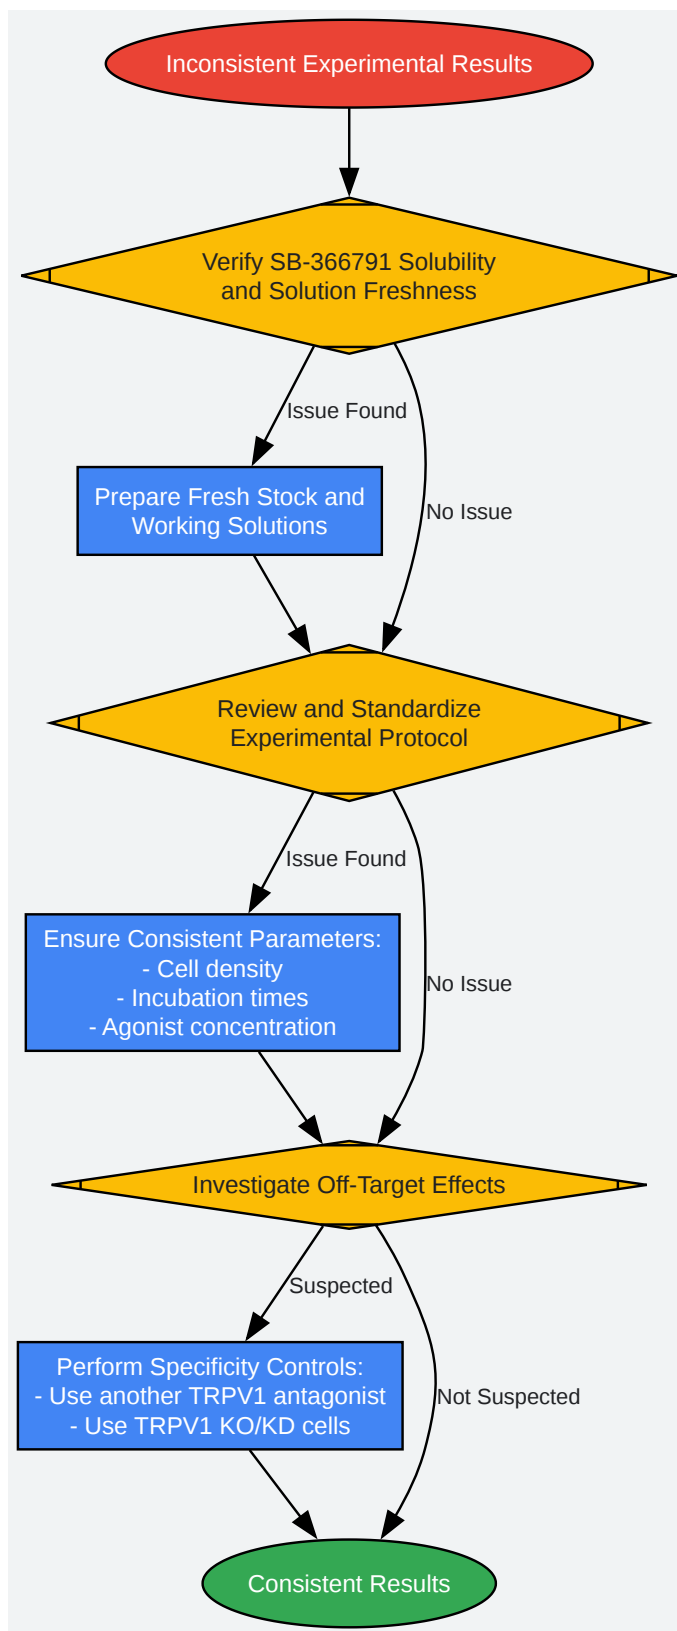 Inconsistent Experimental Results
Verify SB-366791 Solubility
and Solution Freshness
Issue Found
Prepare Fresh Stock and
Working Solutions
No Issue
Review and Standardize
Experimental Protocol
Issue Found
Ensure Consistent Parameters:
- Cell density
- Incubation times
- Agonist concentration
No Issue
Investigate Off-Target Effects
Suspected
Perform Specificity Controls:
- Use another TRPV1 antagonist
- Use TRPV1 KO/KD cells
Not Suspected
Consistent Results